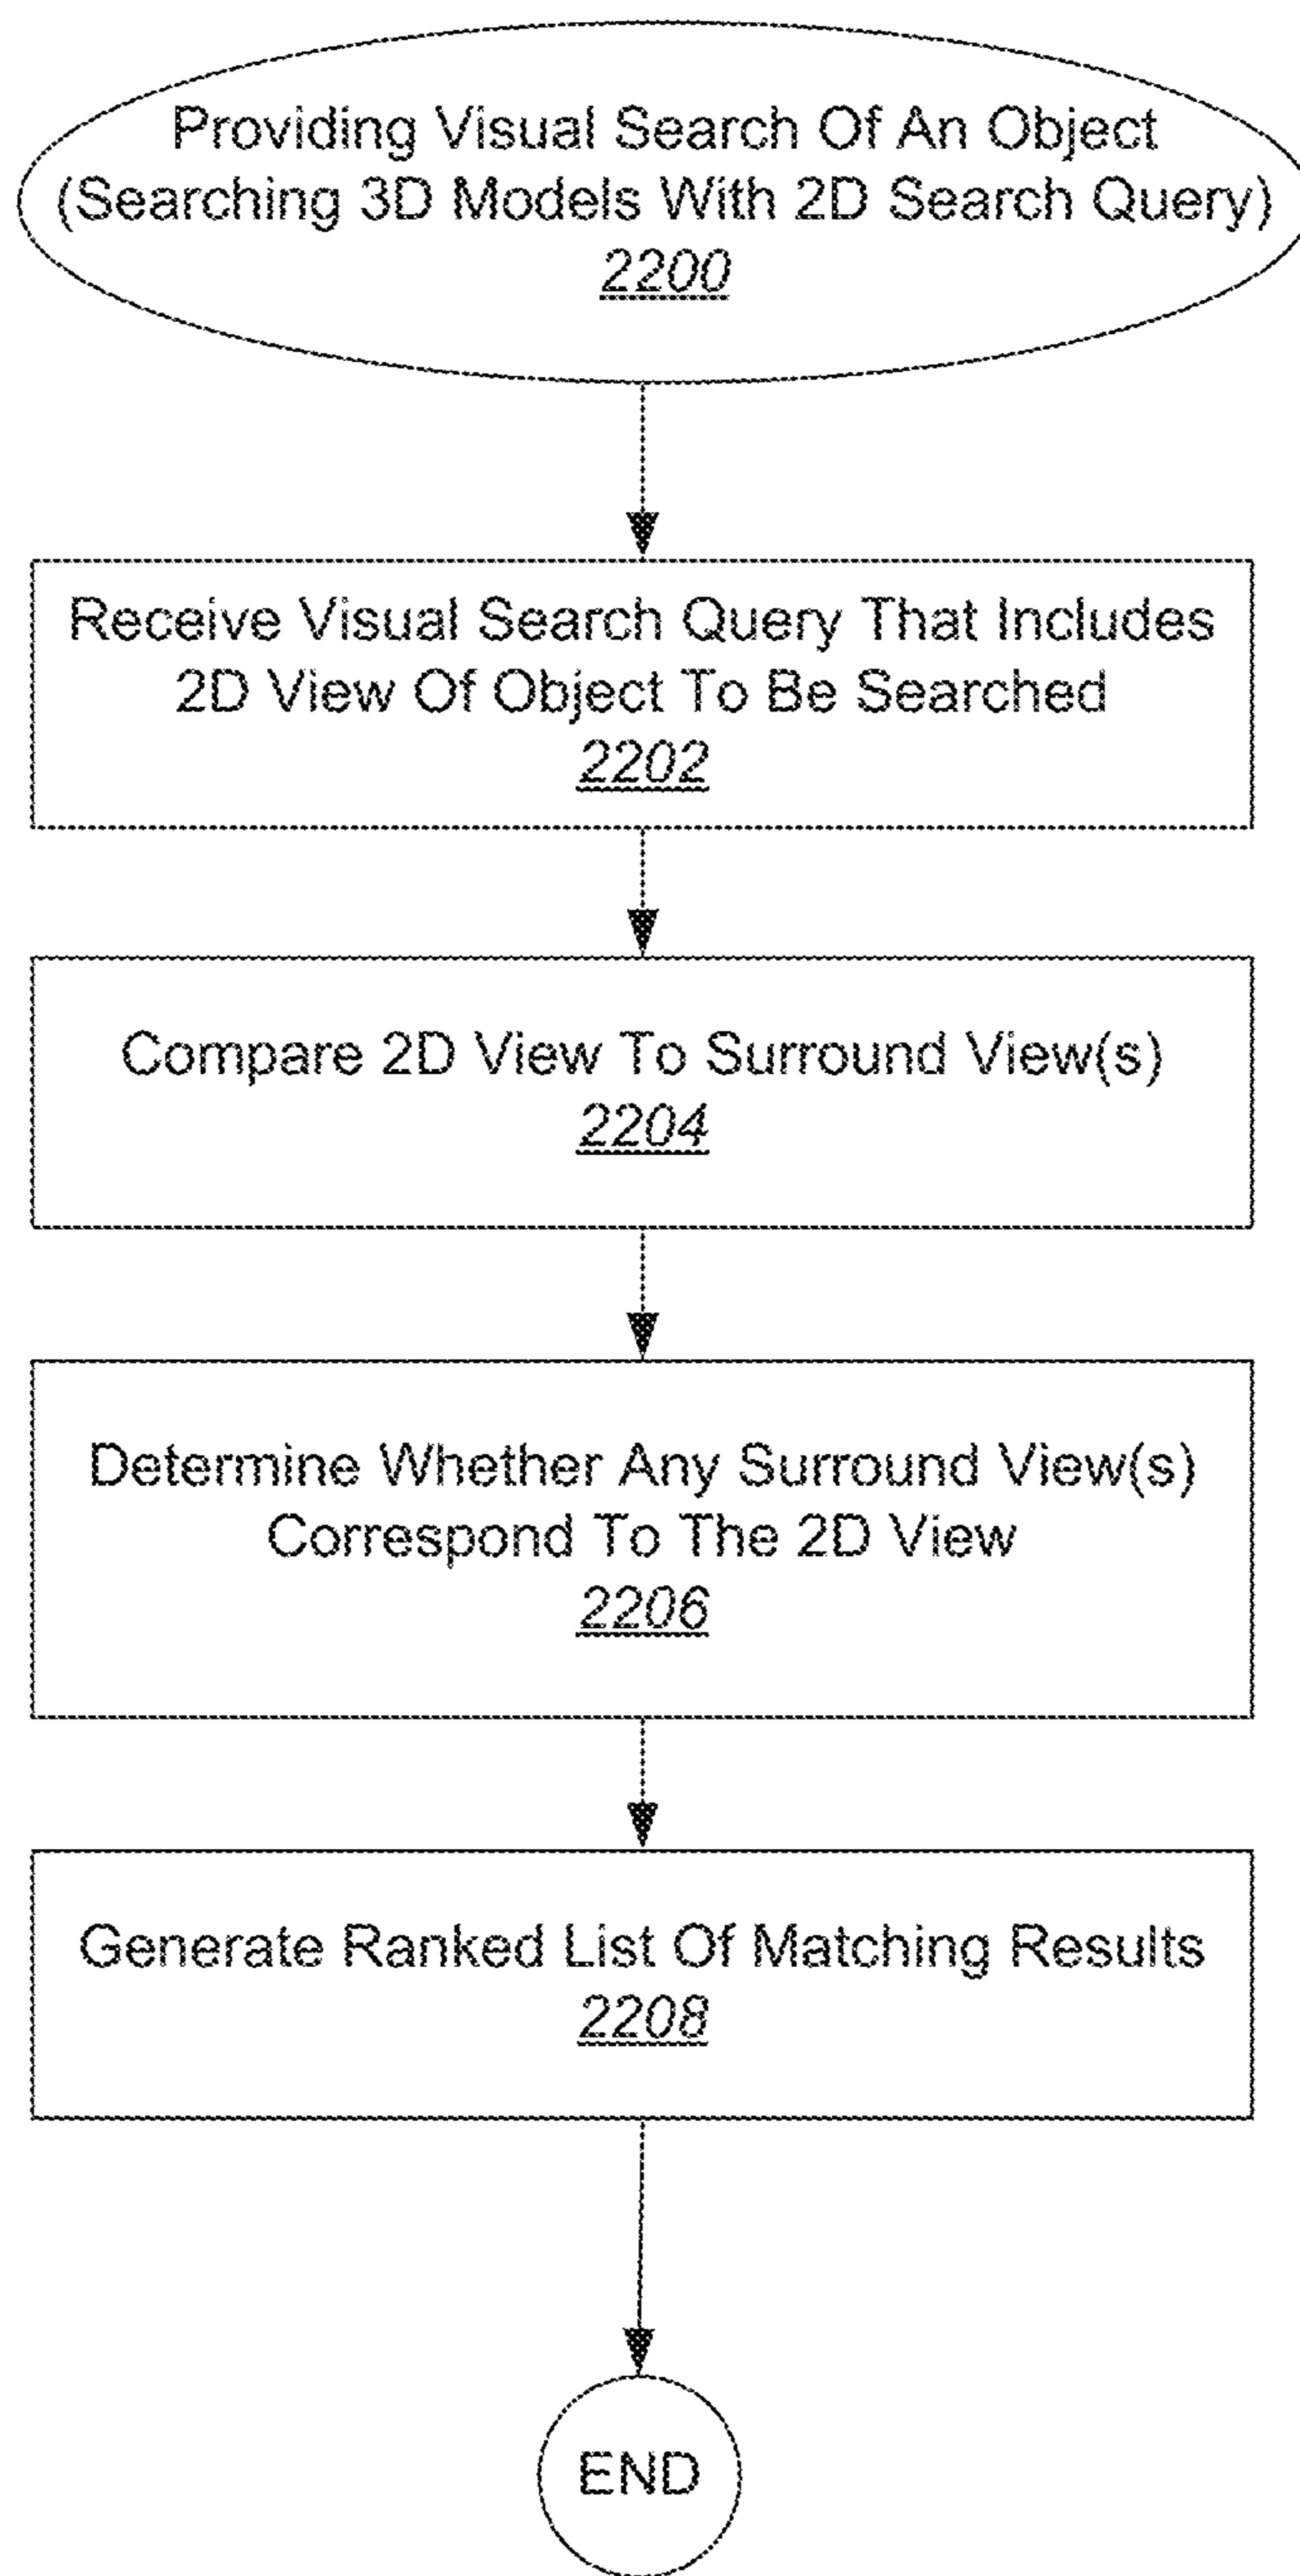 Providing Visual Search Of An Object
(Searching 3D Models With 2D Search Query)
2200
Receive Visual Search Query That Includes
2D View Of Object To Be Searched
2202
Compare 2D View To Surround View(s)
2204
Determine Whether Any Surround View(s)
Correspond To The 2D View
2206
Generate Ranked List Of Matching Results
2208
END